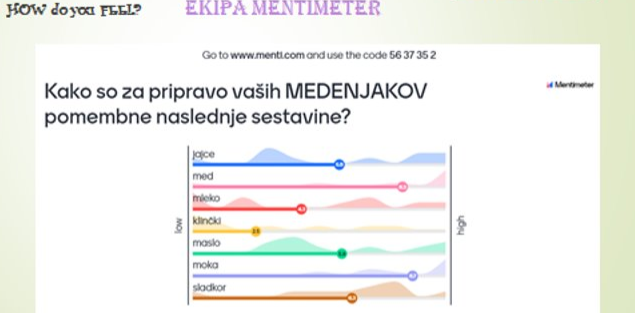 HOW do you FEEL?
EKIPA MENTIMETER
Go to www.menti.com and use the code 56 37 35 2
Mentimeter
Kako so za pripravo vaših MEDENJAKOV
pomembne naslednje sestavine?
jajce
med
mleko
klinčki
maslo
moka
sladkor
low
high